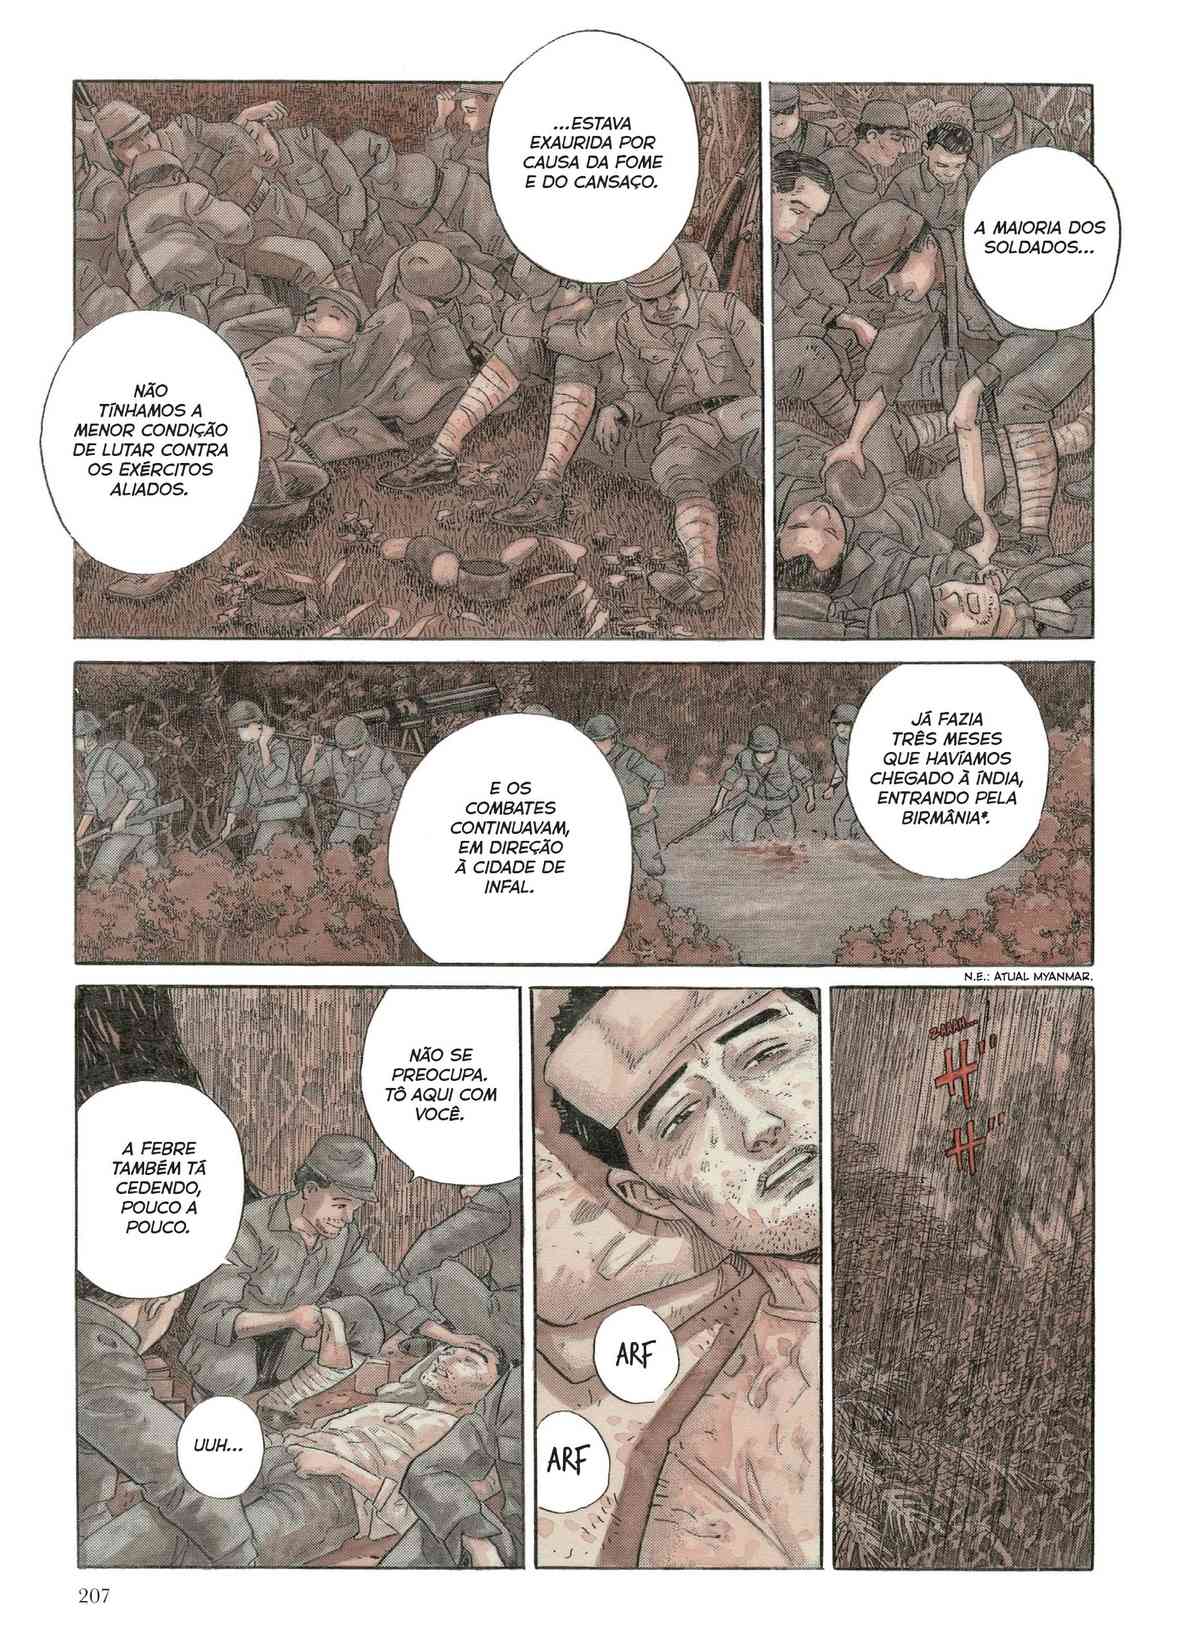 A MAIORIA DOS
SOLDADOS...
...ESTAVA
EXAURIDA POR
CAUSA DA FOME
E DO CANSAÇO.
NÃO
TÍNHAMOS A
MENOR CONDIÇÃO
DE LUTAR CONTRA
OS EXÉRCITOS
ALIADOS.
JÁ FAZIA
TRÊS MESES
QUE HAVÍAMOS
CHEGADO À ÍNDIA,
ENTRANDO PELA
BIRMÂNIA*.
E OS
COMBATES
CONTINUAVAM,
EM DIREÇÃO
À CIDADE DE
INFAL.
N.E.: ATUAL MYANMAR.
ザ
ザ
ARF
ARF
NÃO SE
PREOCUPA.
TÔ AQUI COM
VOCÊ.
A FEBRE
TAMBÉM TÁ
CEDENDO,
POUCO A
POUCO.
UUH...
207